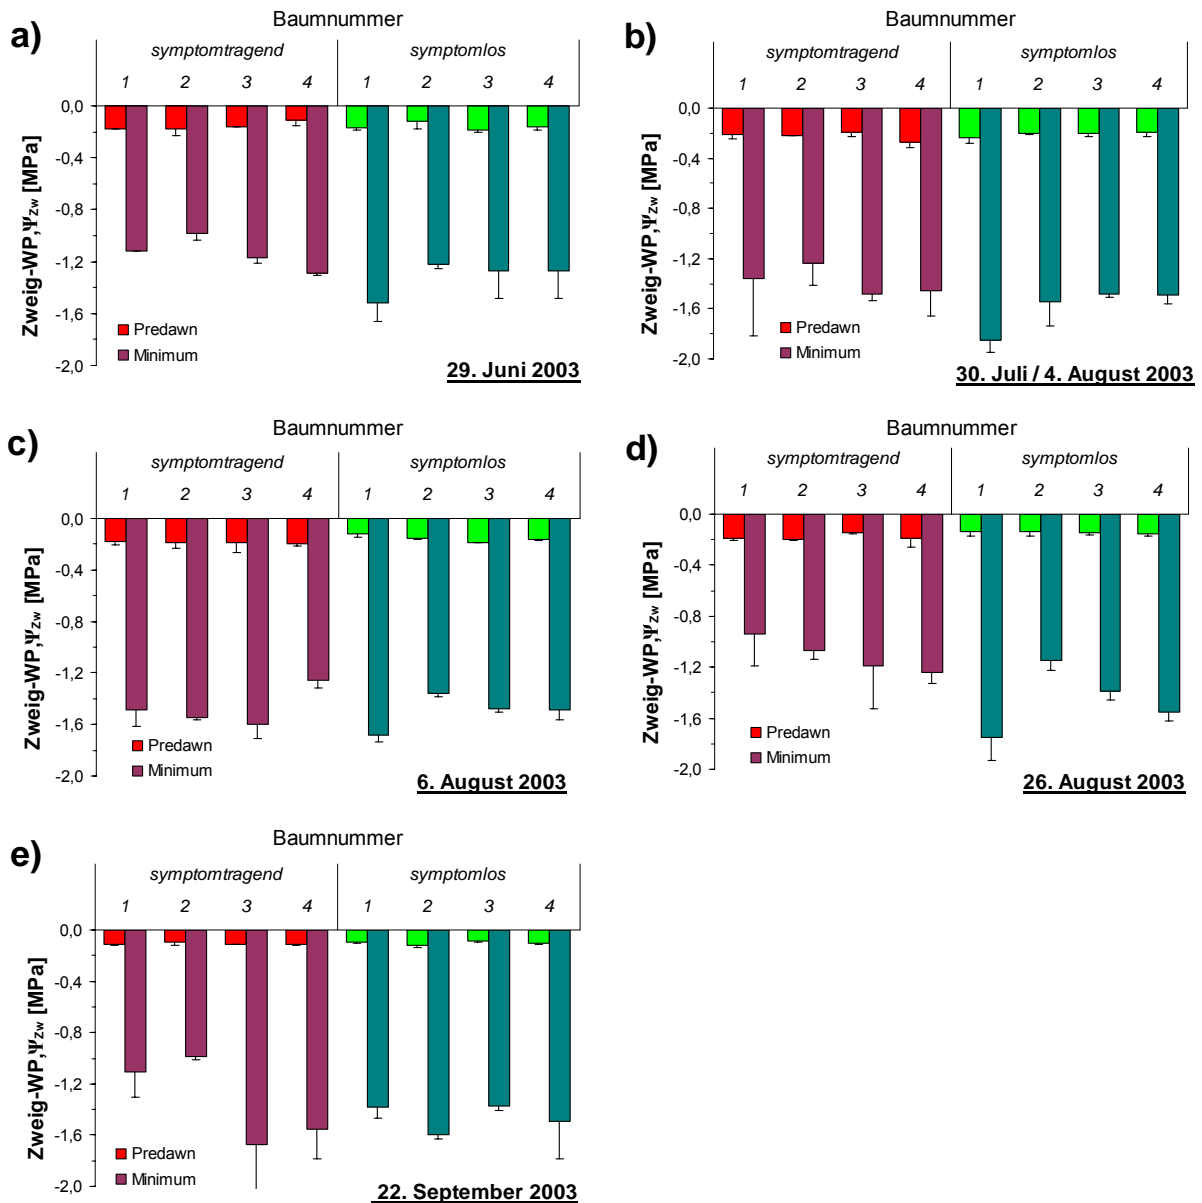 a)
Baumnummer
symptomtragend symptomlos
1 2 3 4 1 2 3 4
0,0
-0,4
-0,8
-1,2
-1,6
-2,0
Zweig-WP,ΨZw [MPa]
Predawn
Minimum
29. Juni 2003
b)
Baumnummer
symptomtragend symptomlos
1 2 3 4 1 2 3 4
0,0
-0,4
-0,8
-1,2
-1,6
-2,0
Zweig-WP,ΨZw [MPa]
Predawn
Minimum
30. Juli / 4. August 2003
c)
Baumnummer
symptomtragend symptomlos
1 2 3 4 1 2 3 4
0,0
-0,4
-0,8
-1,2
-1,6
-2,0
Zweig-WP,ΨZw [MPa]
Predawn
Minimum
6. August 2003
d)
Baumnummer
symptomtragend symptomlos
1 2 3 4 1 2 3 4
0,0
-0,4
-0,8
-1,2
-1,6
-2,0
Zweig-WP,ΨZw [MPa]
Predawn
Minimum
26. August 2003
e)
Baumnummer
symptomtragend symptomlos
1 2 3 4 1 2 3 4
0,0
-0,4
-0,8
-1,2
-1,6
-2,0
Zweig-WP,ΨZw [MPa]
Predawn
Minimum
22. September 2003